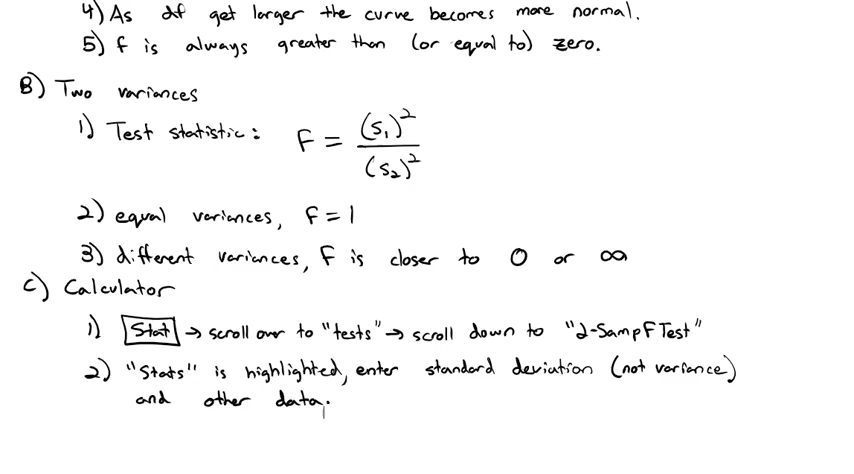 4) As df get larger the curve becomes more normal.
5) F is always greater than (or equal to) zero.
B) Two variances
1) Test statistic: F = (s₁)² / (s₂)²
2) equal variances, F = 1
3) different variances, F is closer to 0 or ∞
C) Calculator
1) Stat → scroll over to "tests" → scroll down to "2-SampFTest"
2) "Stats" is highlighted, enter standard deviation (not variance)
and other data.